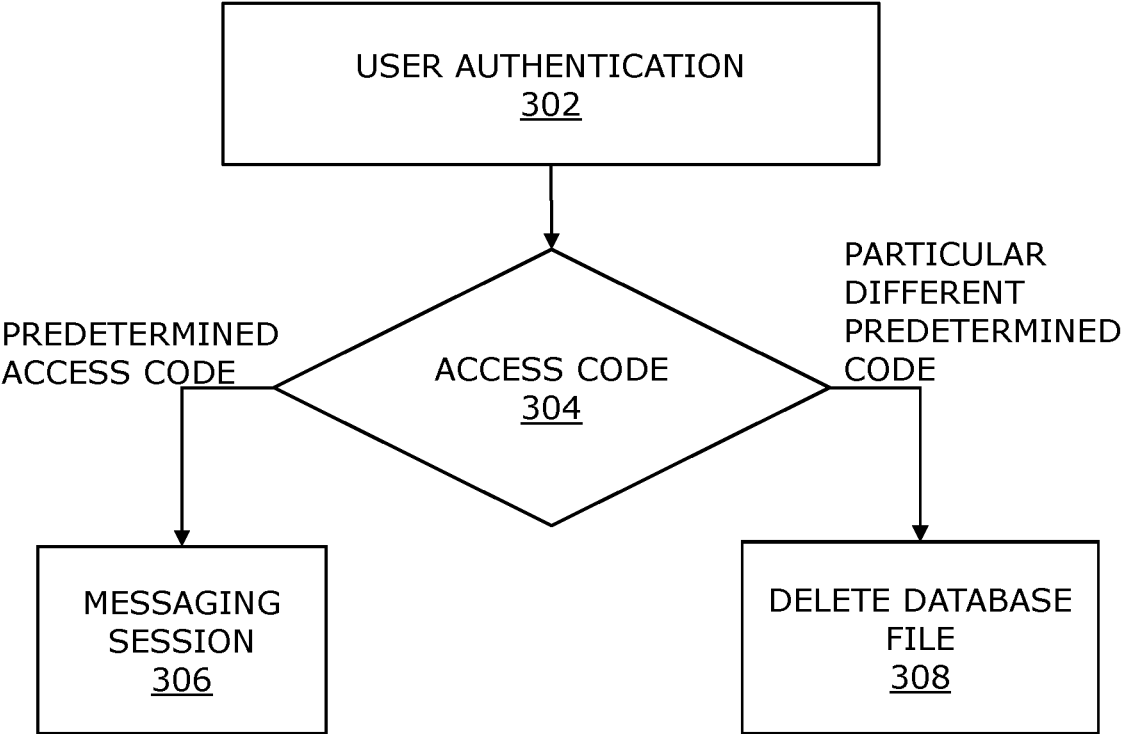 USER AUTHENTICATION
302
PARTICULAR
DIFFERENT
PREDETERMINED
CODE
PREDETERMINED
ACCESS CODE
ACCESS CODE
304
MESSAGING
SESSION
306
DELETE DATABASE
FILE
308